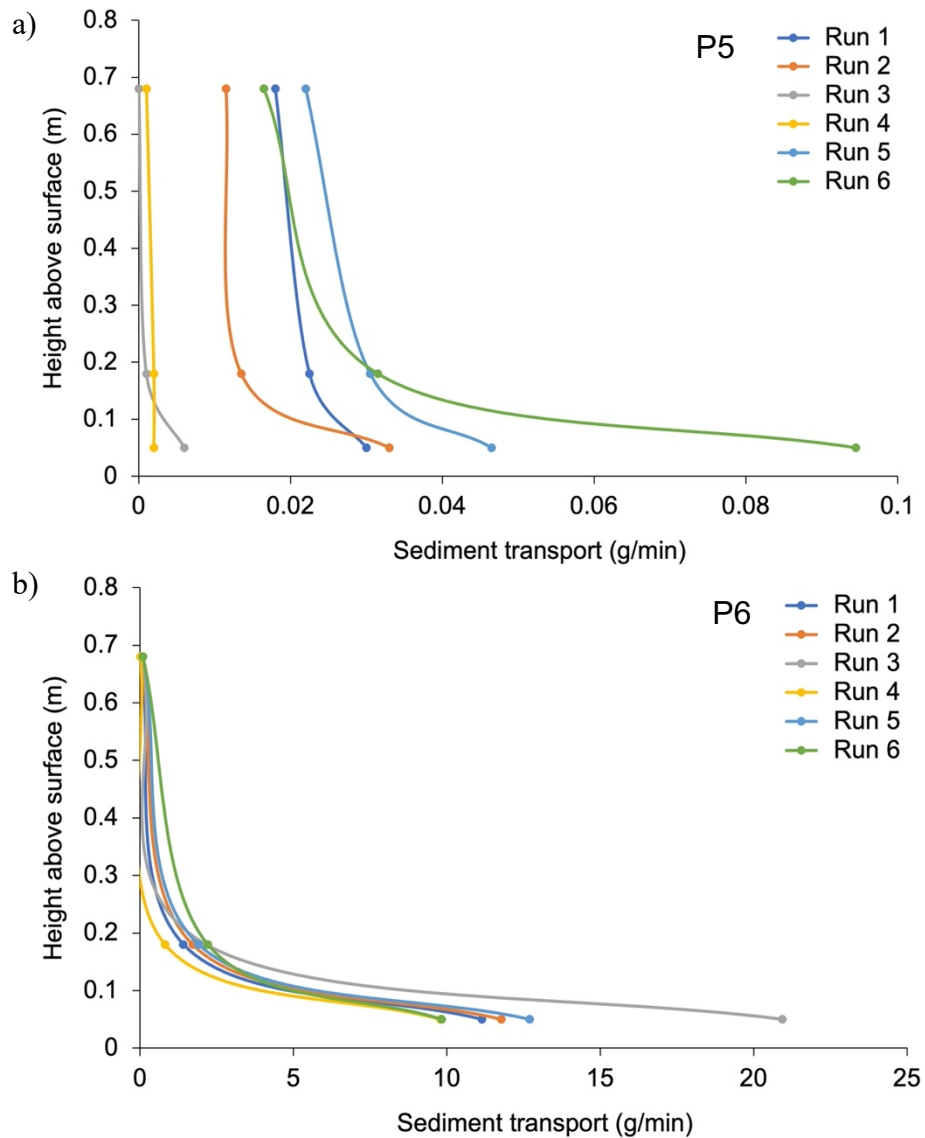 a)
P5
Run 1
Run 2
Run 3
Run 4
Run 5
Run 6
Height above surface (m)
0.8
0.7
0.6
0.5
0.4
0.3
0.2
0.1
0
0 0.02 0.04 0.06 0.08 0.1
Sediment transport (g/min)
b)
P6
Run 1
Run 2
Run 3
Run 4
Run 5
Run 6
Height above surface (m)
0.8
0.7
0.6
0.5
0.4
0.3
0.2
0.1
0
0 5 10 15 20 25
Sediment transport (g/min)